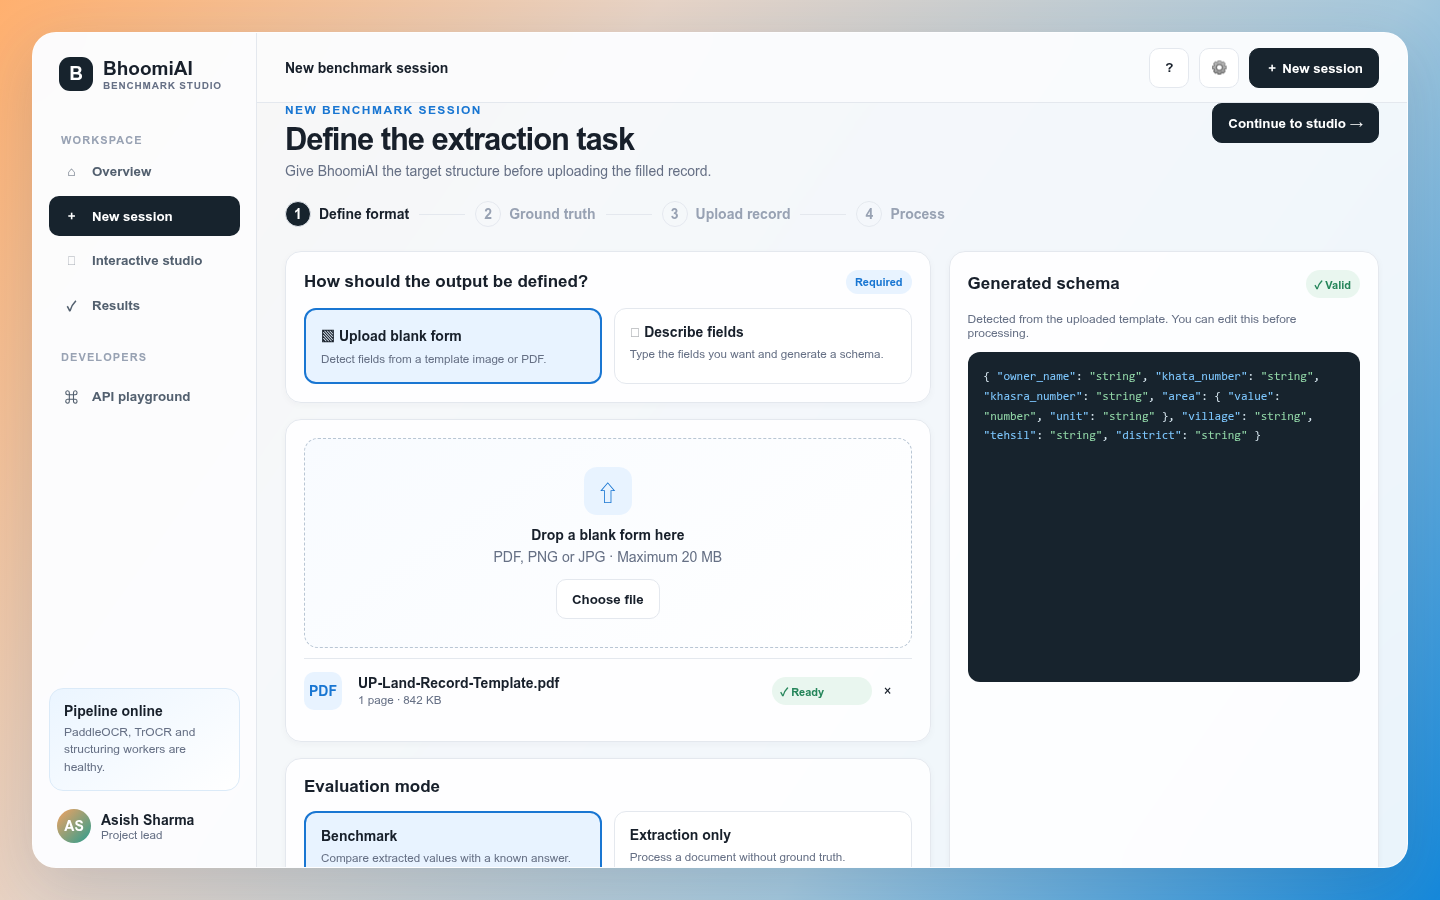 B
BhoomiAI
BENCHMARK STUDIO
WORKSPACE
Overview
+ New session
Interactive studio
✓ Results
DEVELOPERS
⌘ API playground
Pipeline online
PaddleOCR, TrOCR and
structuring workers are
healthy.
AS
Asish Sharma
Project lead
New benchmark session
?
+ New session
NEW BENCHMARK SESSION
Define the extraction task
Give BhoomiAI the target structure before uploading the filled record.
Continue to studio →
1 Define format
2 Ground truth
3 Upload record
4 Process
How should the output be defined?
Required
Upload blank form
Detect fields from a template image or PDF.
Describe fields
Type the fields you want and generate a schema.
Drop a blank form here
PDF, PNG or JPG · Maximum 20 MB
Choose file
PDF
UP-Land-Record-Template.pdf
1 page · 842 KB
✓ Ready
×
Evaluation mode
Benchmark
Compare extracted values with a known answer.
Extraction only
Process a document without ground truth.
Generated schema
✓ Valid
Detected from the uploaded template. You can edit this before
processing.
{ "owner_name": "string", "khata_number": "string",
"khasra_number": "string", "area": { "value":
"number", "unit": "string" }, "village": "string",
"tehsil": "string", "district": "string" }